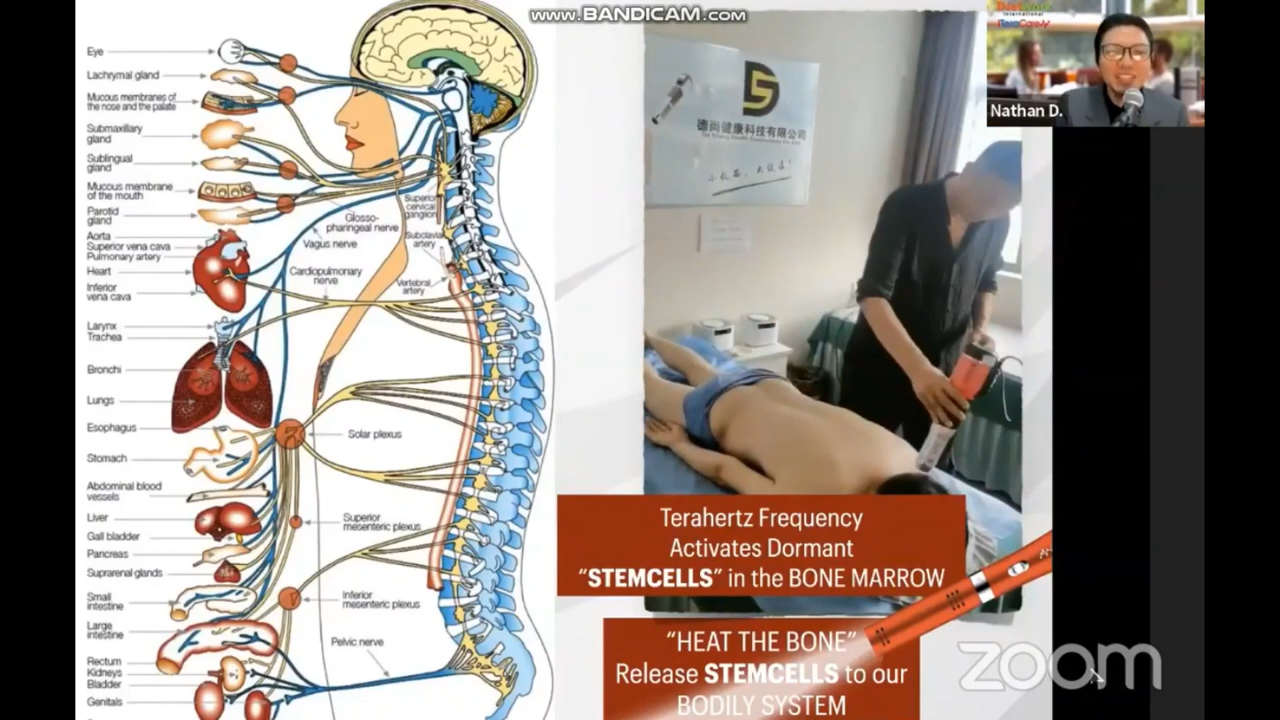 www.BANDICAM.com
Eye
Lachrymal gland
Mucous membranes of
the nose and the palate
Submaxillary
gland
Sublingual
gland
Mucous membrane
of the mouth
Parotid
gland
Aorta
Superior vena cava
Pulmonary artery
Heart
Inferior
vena cava
Larynx
Trachea
Bronchi
Lungs
Esophagus
Stomach
Abdominal blood
vessels
Liver
Gall bladder
Pancreas
Suprarenal glands
Small
intestine
Large
intestine
Rectum
Kidneys
Bladder
Genitals
Superior
cervical
ganglion
Glosso-
pharingeal nerve
Vagus nerve
Subclavia
artery
Cardiopulmonary
nerve
Vertebral
artery
Solar plexus
Superior
mesenteric plexus
Inferior
mesenteric plexus
Pelvic nerve
德尚健康科技有限公司
Terahertz Frequency
Activates Dormant
“STEMCELLS” in the BONE MARROW
“HEAT THE BONE”
Release STEMCELLS to our
BODILY SYSTEM
International
iTeraCare
Nathan D.
zoom